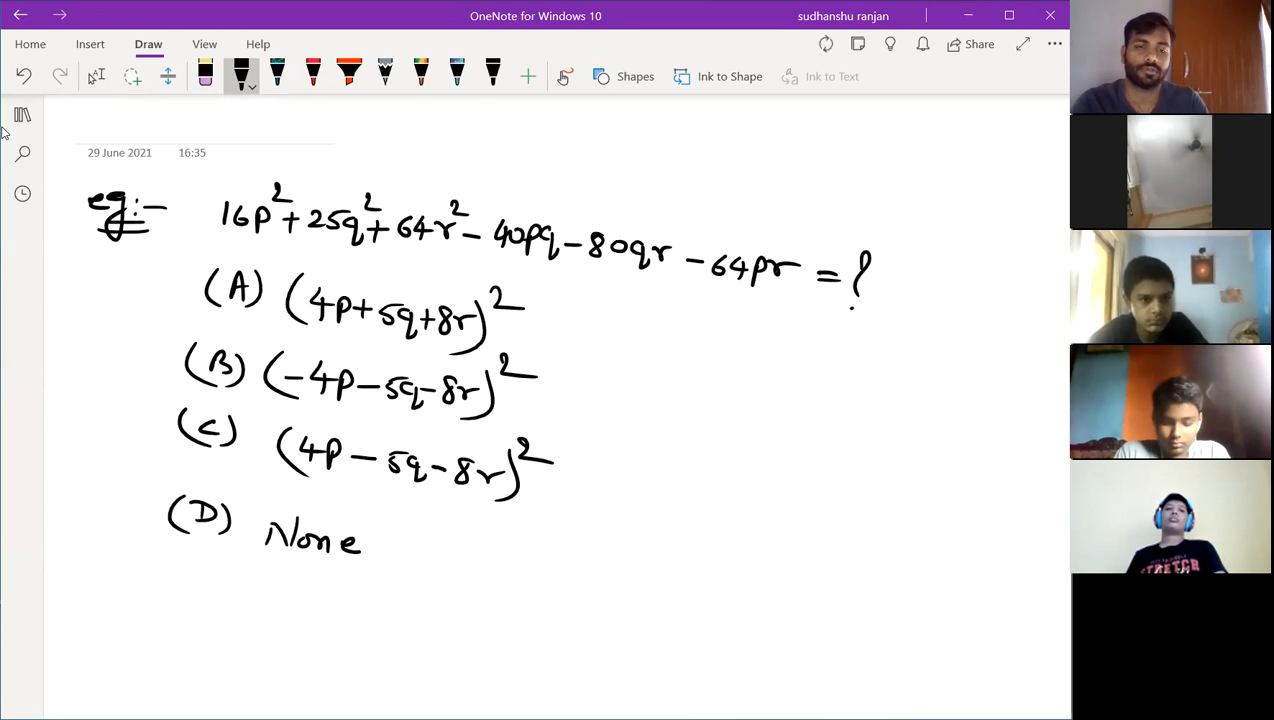 OneNote for Windows 10
sudhanshu ranjan
Home Insert Draw View Help
Share
Shapes Ink to Shape Ink to Text
29 June 2021 16:35
eg:- 16p² + 25q² + 64r² - 40pq - 80qr - 64pr = ?
(A) (4p+5q+8r)²
(B) (-4p-5q-8r)²
(C) (4p-5q-8r)²
(D) None
STRETCH